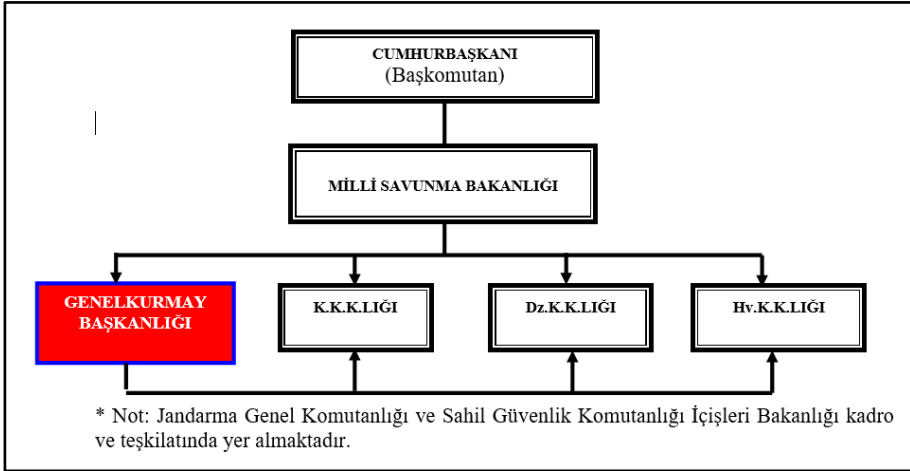 CUMHURBAŞKANI
(Başkomutan)
MİLLİ SAVUNMA BAKANLIĞI
GENELKURMAY
BAŞKANLIĞI
K.K.K.LIĞI
Dz.K.K.LIĞI
Hv.K.K.LIĞI
* Not: Jandarma Genel Komutanlığı ve Sahil Güvenlik Komutanlığı İçişleri Bakanlığı kadro
ve teşkilatında yer almaktadır.